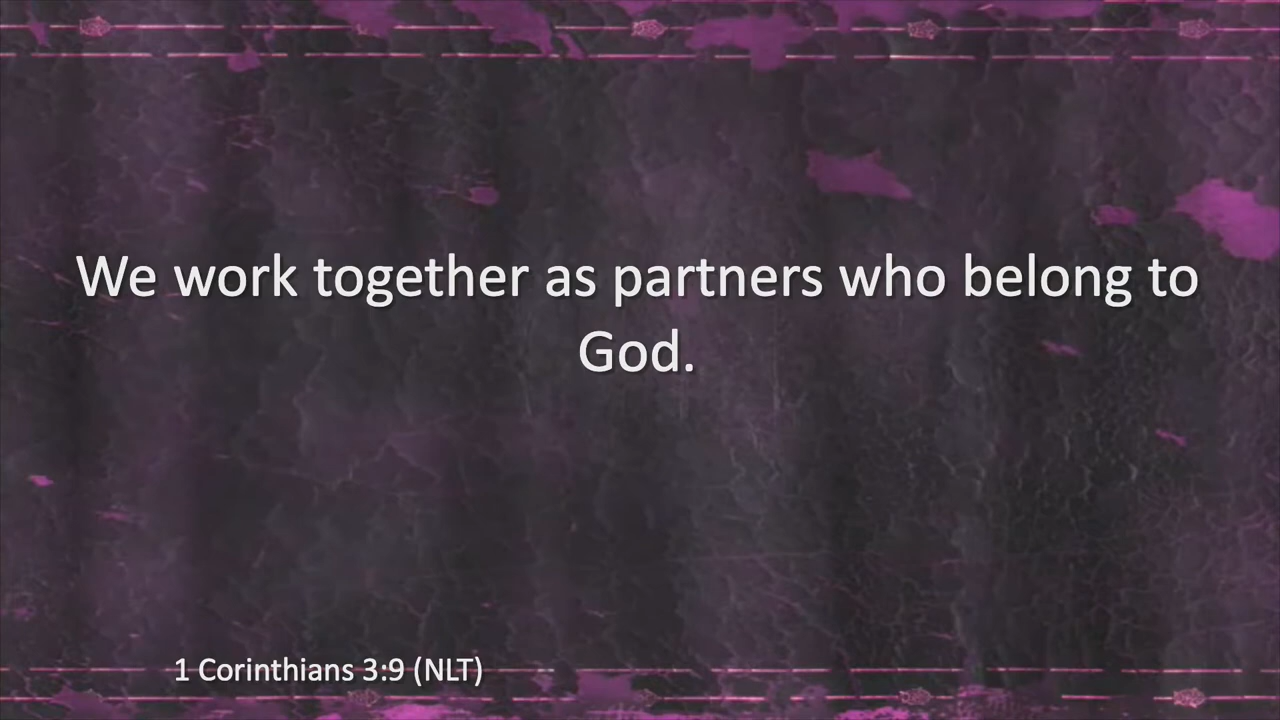 We work together as partners who belong to
God.
1 Corinthians 3:9 (NLT)